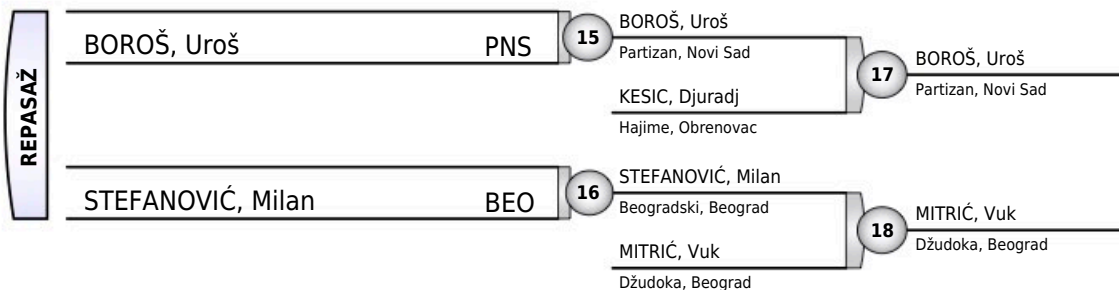 REPASAŽ
BOROŠ, Uroš PNS
15
BOROŠ, Uroš
Partizan, Novi Sad
KESIC, Djuradj
Hajime, Obrenovac
17
BOROŠ, Uroš
Partizan, Novi Sad
STEFANOVIĆ, Milan BEO
16
STEFANOVIĆ, Milan
Beogradski, Beograd
MITRIĆ, Vuk
Džudoka, Beograd
18
MITRIĆ, Vuk
Džudoka, Beograd